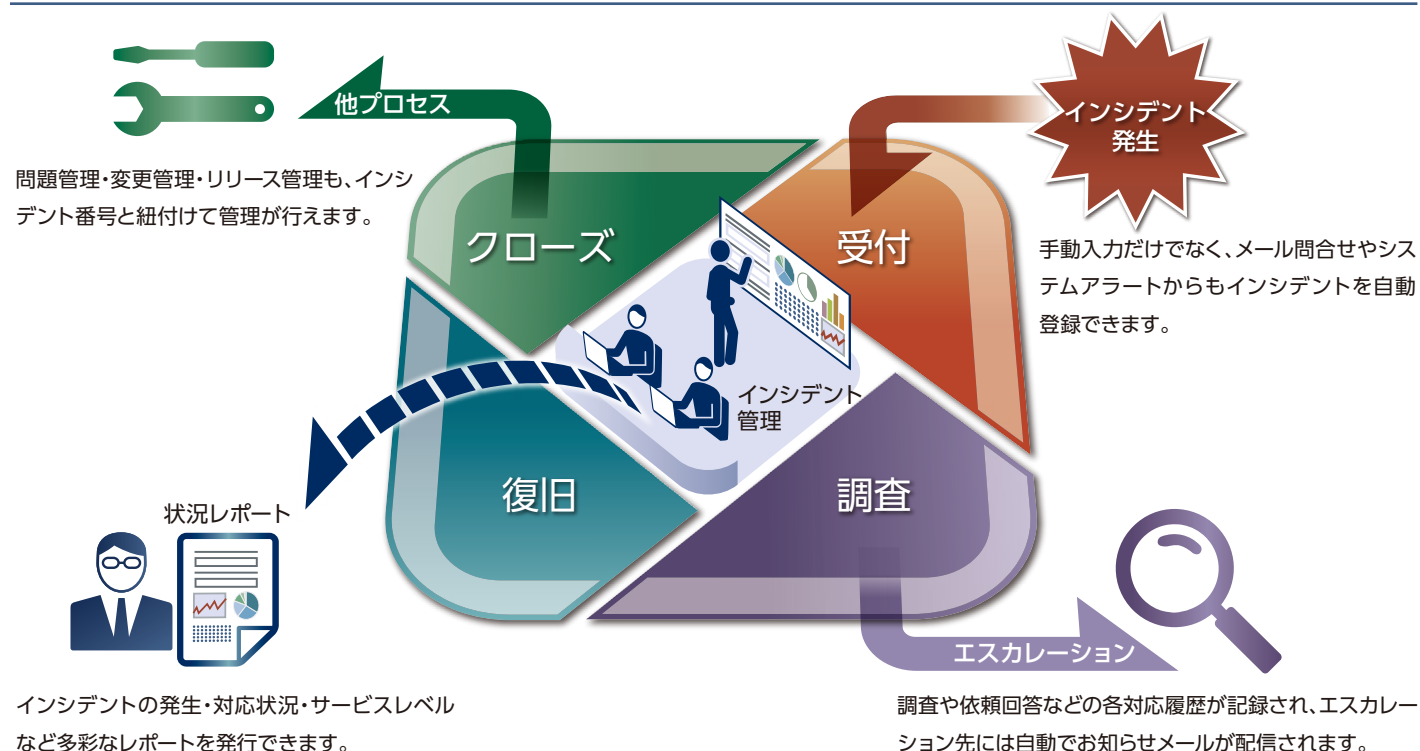 他プロセス
インシデント
発生
問題管理・変更管理・リリース管理も、インシ
デント番号と紐付けて管理が行えます。
クローズ
受付
手動入力だけでなく、メール問合せやシス
テムアラートからもインシデントを自動
登録できます。
インシデント
管理
復旧
調査
状況レポート
エスカレーション
インシデントの発生・対応状況・サービスレベル
など多彩なレポートを発行できます。
調査や依頼回答などの各対応履歴が記録され、エスカレー
ション先には自動でお知らせメールが配信されます。